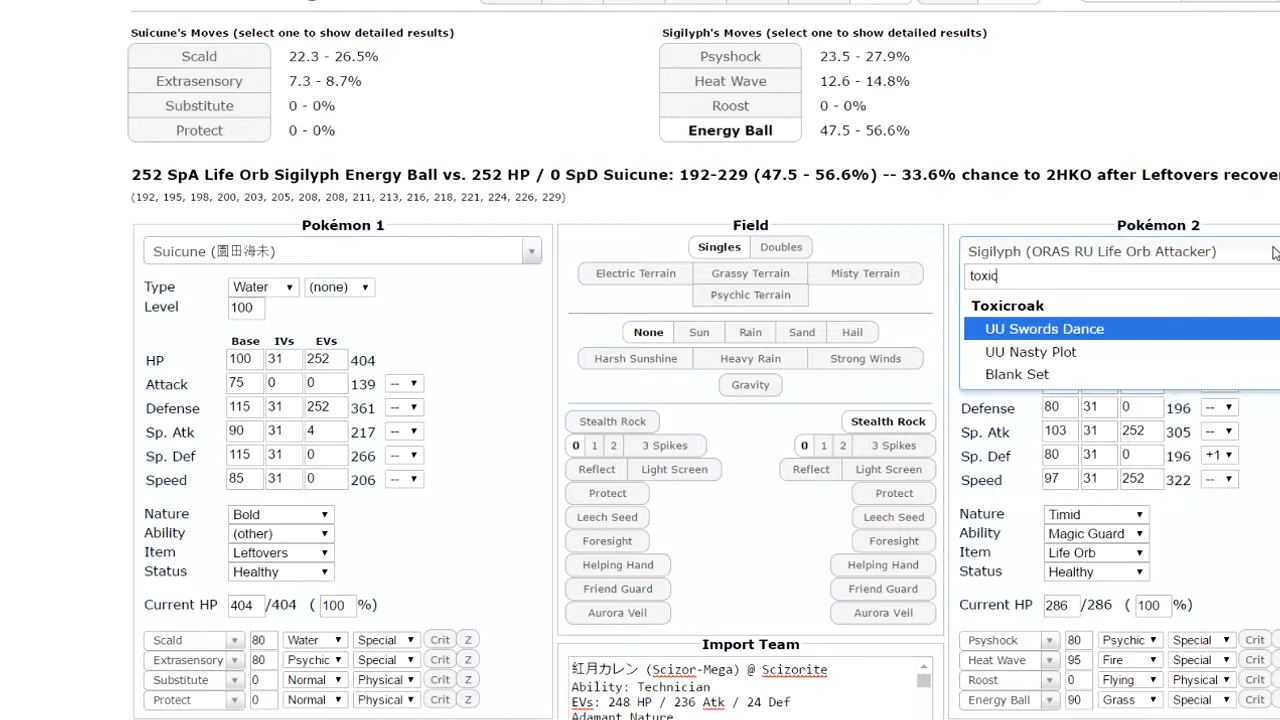 Suicune's Moves (select one to show detailed results)
Scald 22.3 - 26.5%
Extrasensory 7.3 - 8.7%
Substitute 0 - 0%
Protect 0 - 0%
Sigilyph's Moves (select one to show detailed results)
Psyshock 23.5 - 27.9%
Heat Wave 12.6 - 14.8%
Roost 0 - 0%
Energy Ball 47.5 - 56.6%
252 SpA Life Orb Sigilyph Energy Ball vs. 252 HP / 0 SpD Suicune: 192-229 (47.5 - 56.6%) -- 33.6% chance to 2HKO after Leftovers recove
(192, 195, 198, 200, 203, 205, 208, 208, 211, 213, 216, 218, 221, 224, 226, 229)
Pokémon 1
Suicune (園田海未)
Type Water (none)
Level 100
Base IVs EVs
HP 100 31 252 404
Attack 75 0 0 139 --
Defense 115 31 252 361 --
Sp. Atk 90 31 4 217 --
Sp. Def 115 31 0 266 --
Speed 85 31 0 206 --
Nature Bold
Ability (other)
Item Leftovers
Status Healthy
Current HP 404 /404 ( 100 %)
Scald 80 Water Special Crit Z
Extrasensory 80 Psychic Special Crit Z
Substitute 0 Normal Physical Crit Z
Protect 0 Normal Physical Crit Z
Field
Singles Doubles
Electric Terrain Grassy Terrain Misty Terrain
Psychic Terrain
None Sun Rain Sand Hail
Harsh Sunshine Heavy Rain Strong Winds
Gravity
Stealth Rock Stealth Rock
0 1 2 3 Spikes 0 1 2 3 Spikes
Reflect Light Screen Reflect Light Screen
Protect Protect
Leech Seed Leech Seed
Foresight Foresight
Helping Hand Helping Hand
Friend Guard Friend Guard
Aurora Veil Aurora Veil
Import Team
红月カレン (Scizor-Mega) @ Scizorite
Ability: Technician
EVs: 248 HP / 236 Atk / 24 Def
Adamant Nature
Pokémon 2
Sigilyph (ORAS RU Life Orb Attacker)
toxic
Toxicroak
UU Swords Dance
UU Nasty Plot
Blank Set
Defense 80 31 0 196 --
Sp. Atk 103 31 252 305 --
Sp. Def 80 31 0 196 +1
Speed 97 31 252 322 --
Nature Timid
Ability Magic Guard
Item Life Orb
Status Healthy
Current HP 286 /286 ( 100 %)
Psyshock 80 Psychic Special Crit
Heat Wave 95 Fire Special Crit
Roost 0 Flying Physical Crit
Energy Ball 90 Grass Special Crit